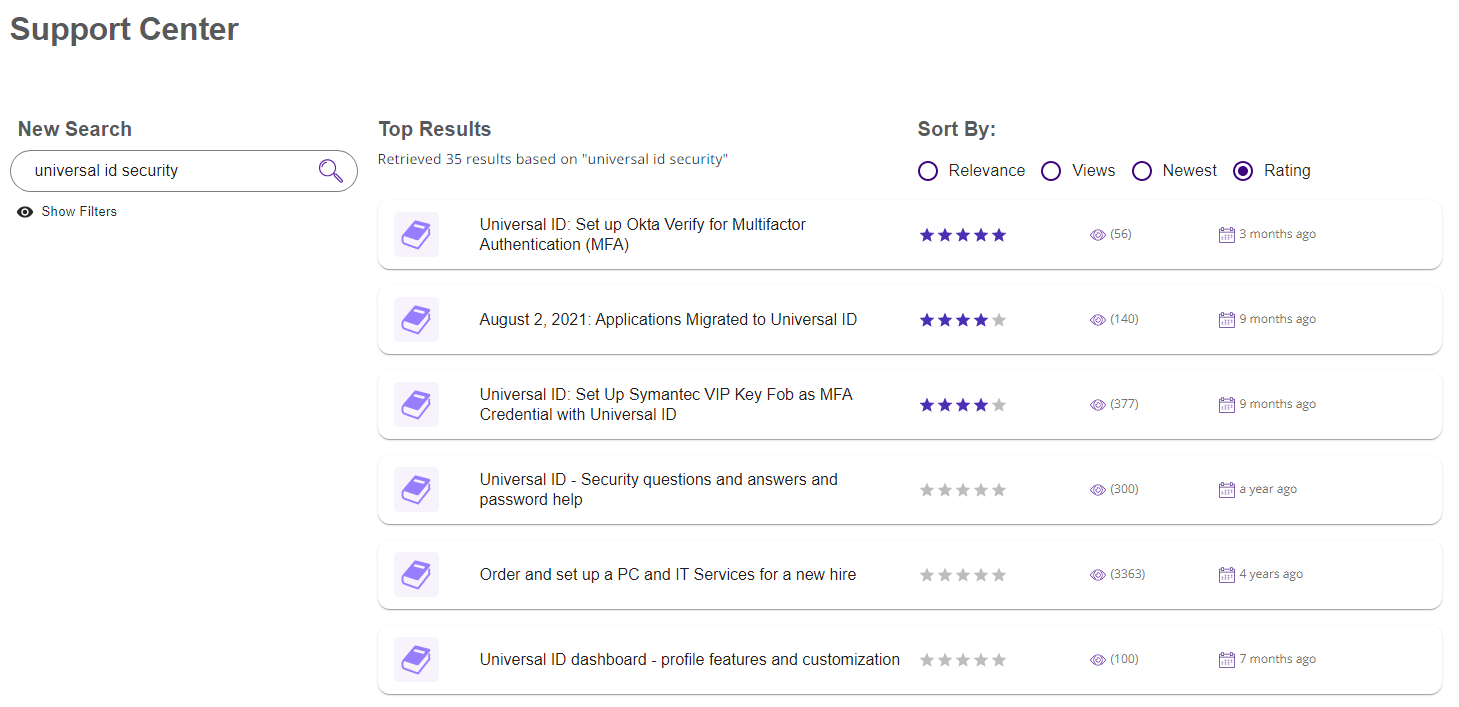 Support Center
New Search
universal id security
Show Filters
Top Results
Retrieved 35 results based on "universal id security"
Sort By:
Relevance Views Newest Rating
Universal ID: Set up Okta Verify for Multifactor
Authentication (MFA)
(56)
3 months ago
August 2, 2021: Applications Migrated to Universal ID
(140)
9 months ago
Universal ID: Set Up Symantec VIP Key Fob as MFA
Credential with Universal ID
(377)
9 months ago
Universal ID - Security questions and answers and
password help
(300)
a year ago
Order and set up a PC and IT Services for a new hire
(3363)
4 years ago
Universal ID dashboard - profile features and customization
(100)
7 months ago